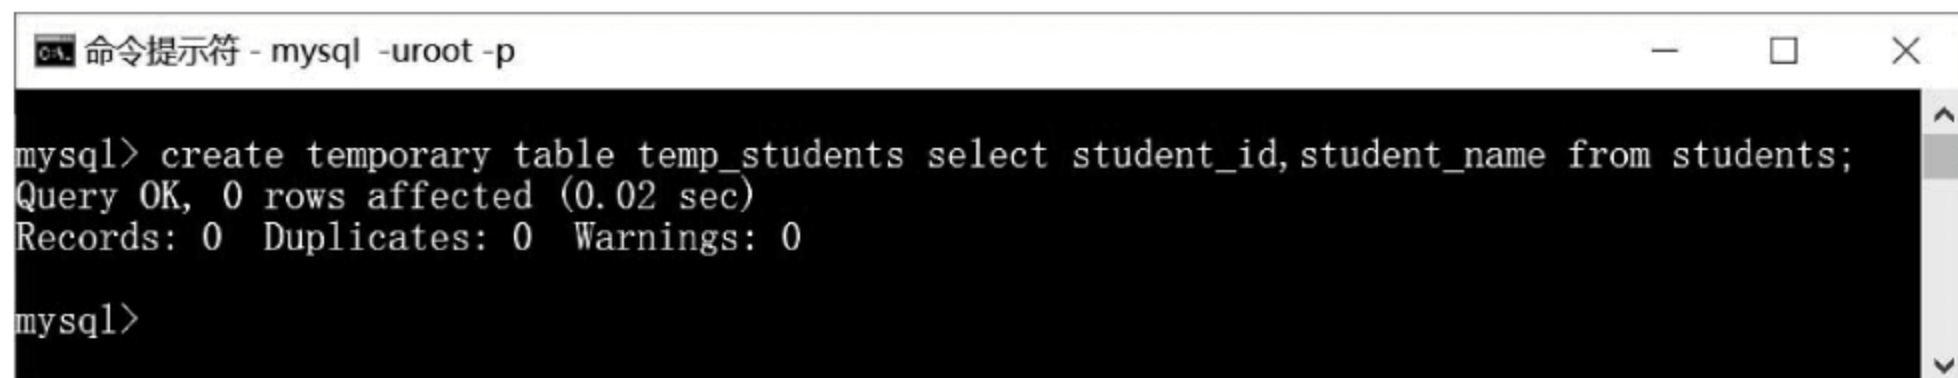 命令提示符 - mysql  -uroot -p
mysql> create temporary table temp_students select student_id,student_name from students;
Query OK, 0 rows affected (0.02 sec)
Records: 0  Duplicates: 0  Warnings: 0
mysql>